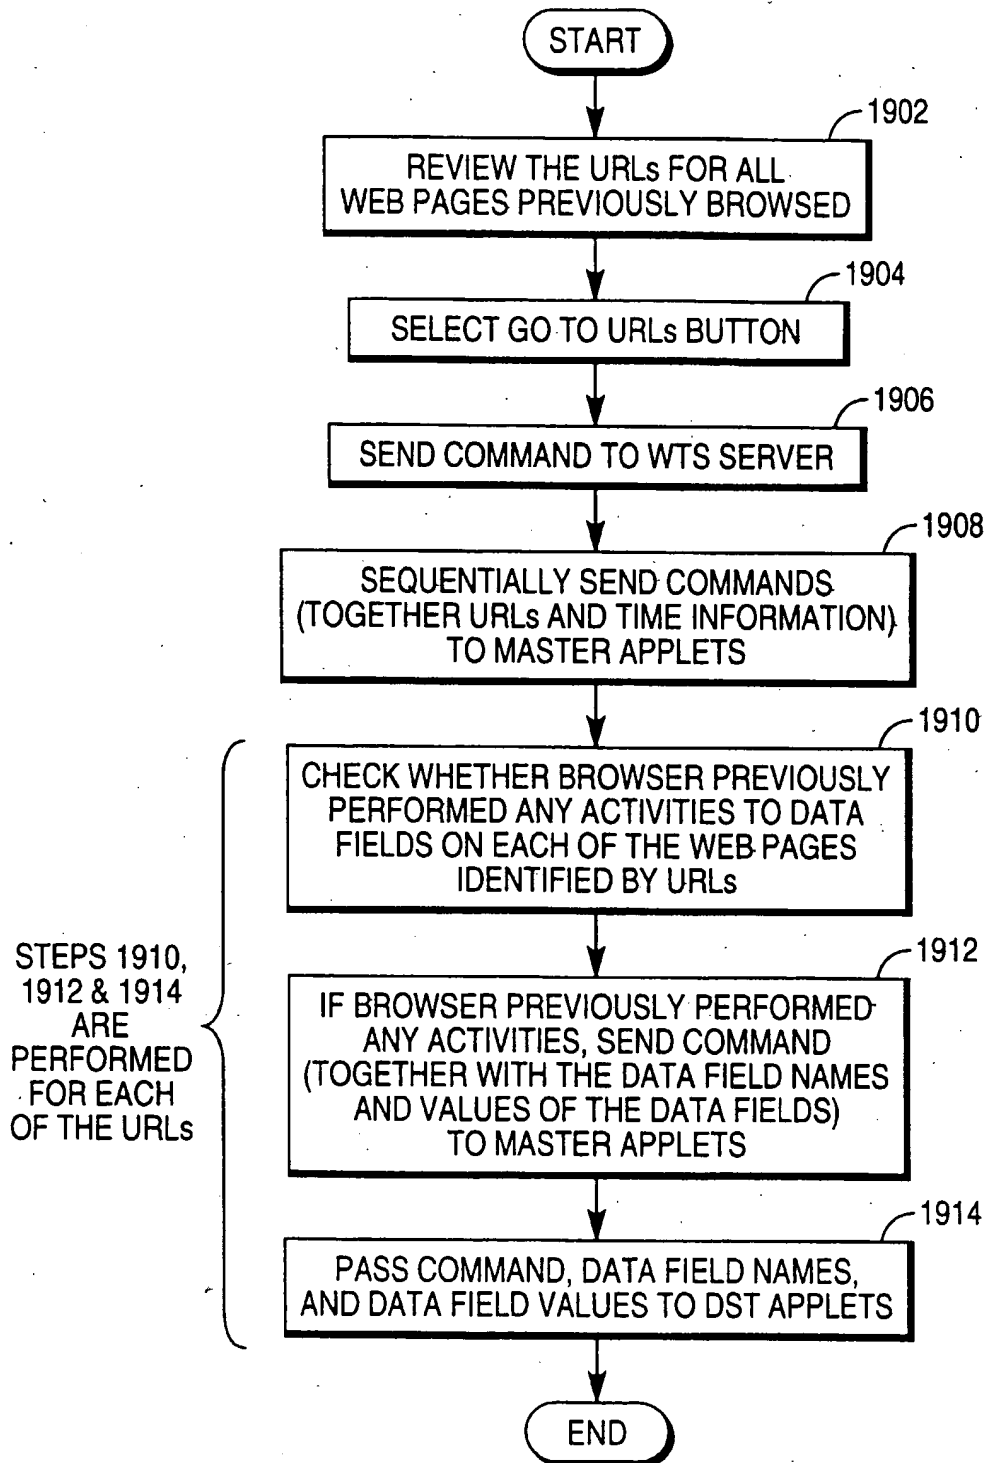 START
1902
REVIEW THE URLs FOR ALL
WEB PAGES PREVIOUSLY BROWSED
1904
SELECT GO TO URLs BUTTON
1906
SEND COMMAND TO WTS SERVER
1908
SEQUENTIALLY SEND COMMANDS
(TOGETHER URLs AND TIME INFORMATION)
TO MASTER APPLETS
1910
CHECK WHETHER BROWSER PREVIOUSLY
PERFORMED ANY ACTIVITIES TO DATA
FIELDS ON EACH OF THE WEB PAGES
IDENTIFIED BY URLs
STEPS 1910,
1912 & 1914
ARE
PERFORMED
FOR EACH
OF THE URLs
1912
IF BROWSER PREVIOUSLY PERFORMED
ANY ACTIVITIES, SEND COMMAND
(TOGETHER WITH THE DATA FIELD NAMES
AND VALUES OF THE DATA FIELDS)
TO MASTER APPLETS
1914
PASS COMMAND, DATA FIELD NAMES,
AND DATA FIELD VALUES TO DST APPLETS
END